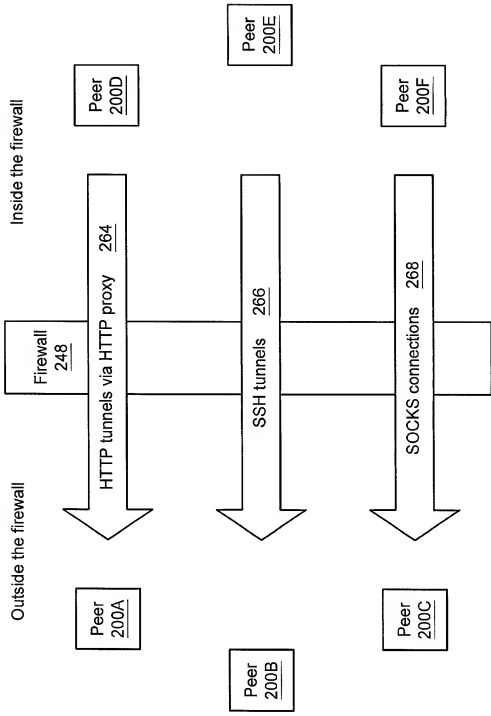 Outside the firewall
Inside the firewall
Firewall
248
Peer
200A
HTTP tunnels via HTTP proxy 264
Peer
200D
Peer
200B
SSH tunnels 266
Peer
200E
Peer
200C
SOCKS connections 268
Peer
200F